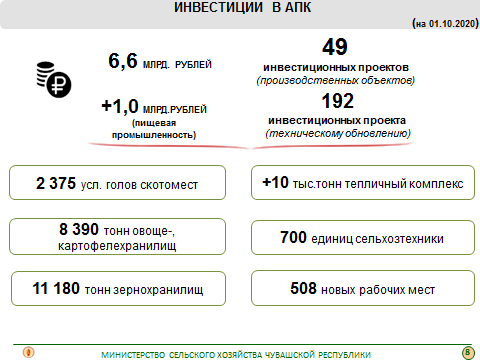 ИНВЕСТИЦИИ В АПК
(на 01.10.2020)
6,6 МЛРД. РУБЛЕЙ
+1,0 МЛРД.РУБЛЕЙ
(пищевая
промышленность)
49
инвестиционных проектов
(производственных объектов)
192
инвестиционных проекта
(техническому обновлению)
2 375 усл. голов скотомест
+10 тыс.тонн тепличный комплекс
8 390 тонн овоще-,
картофелехранилищ
700 единиц сельхозтехники
11 180 тонн зернохранилищ
508 новых рабочих мест
МИНИСТЕРСТВО СЕЛЬСКОГО ХОЗЯЙСТВА ЧУВАШСКОЙ РЕСПУБЛИКИ
8